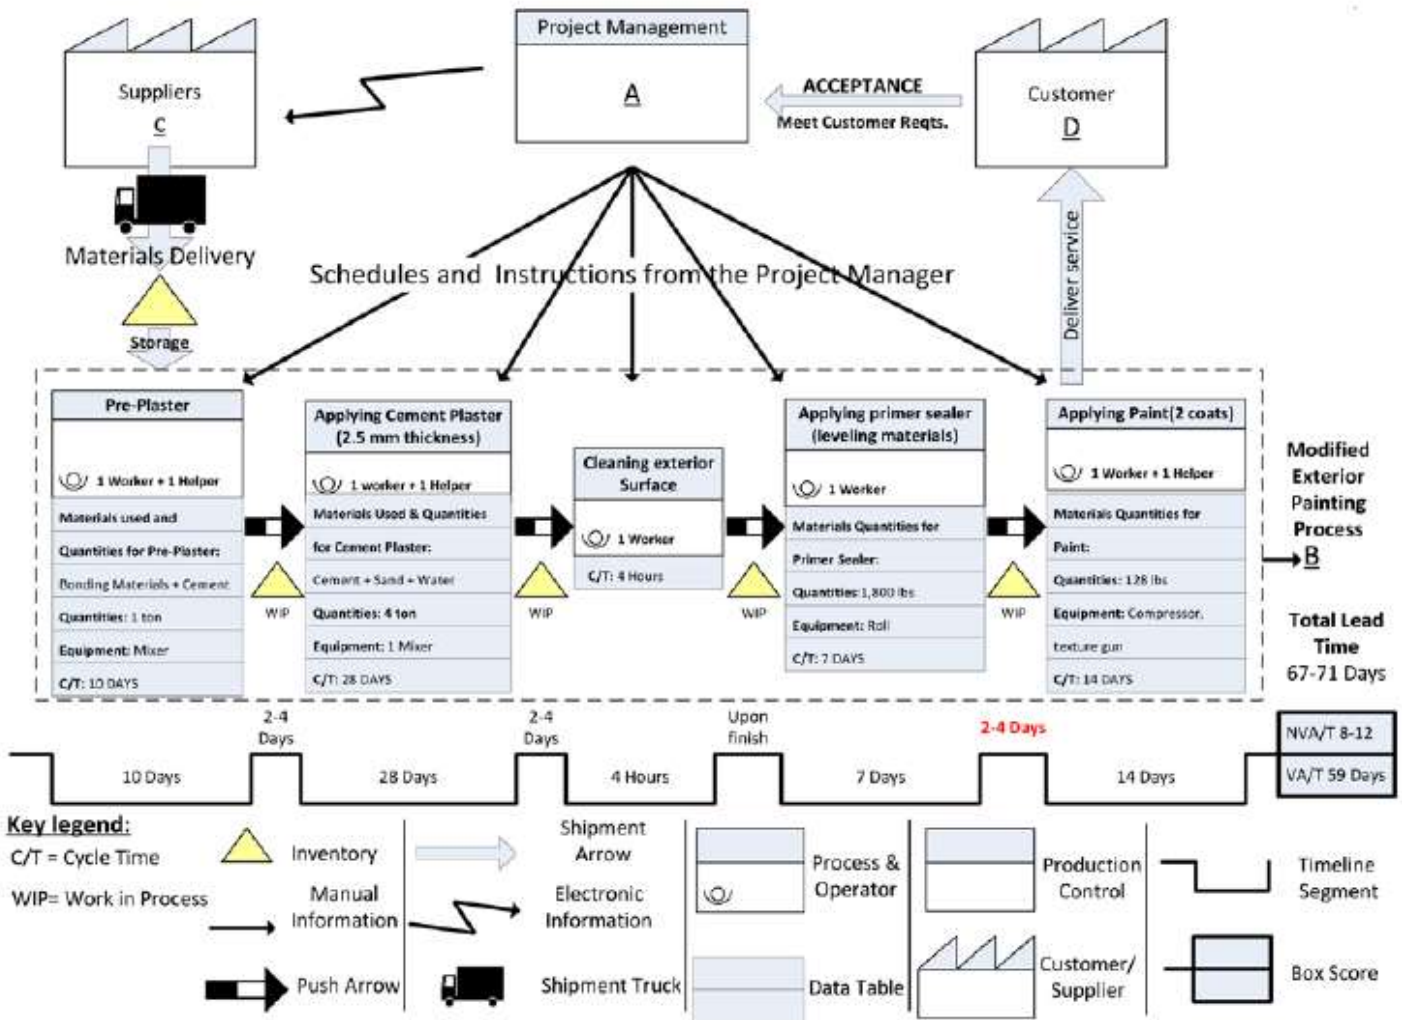 Project Management
A
Suppliers
C
ACCEPTANCE
Meet Customer Reqts.
Customer
D
Materials Delivery
Schedules and Instructions from the Project Manager
Deliver service
Storage
Pre-Plaster
1 Worker + 1 Helper
Materials used and
Quantities for Pre-Plaster:
Bonding Materials + Cement
Quantities: 1 ton
Equipment: Mixer
C/T: 10 DAYS
WIP
Applying Cement Plaster
(2.5 mm thickness)
1 worker + 1 Helper
Materials Used & Quantities
for Cement Plaster:
Cement + Sand + Water
Quantities: 4 ton
Equipment: 1 Mixer
C/T: 28 DAYS
WIP
Cleaning exterior
Surface
1 Worker
C/T: 4 Hours
WIP
Applying primer sealer
(leveling materials)
1 Worker
Materials Quantities for
Primer Sealer:
Quantities 1,800 lbs
Equipment: Roll
C/T: 7 DAYS
WIP
Applying Paint(2 coats)
1 Worker + 1 Helper
Materials Quantities for
Paint:
Quantities: 128 lbs
Equipment: Compressor,
texture gun
C/T: 14 DAYS
Modified
Exterior
Painting
Process
B
Total Lead
Time
67-71 Days
2-4
Days
2-4
Days
Upon
finish
2-4 Days
10 Days
28 Days
4 Hours
7 Days
14 Days
NVA/T 8-12
VA/T 59 Days
Key legend:
C/T = Cycle Time
WIP= Work in Process
Inventory
Manual
Information
Push Arrow
Shipment
Arrow
Electronic
Information
Shipment Truck
Process &
Operator
Data Table
Production
Control
Customer/
Supplier
Timeline
Segment
Box Score